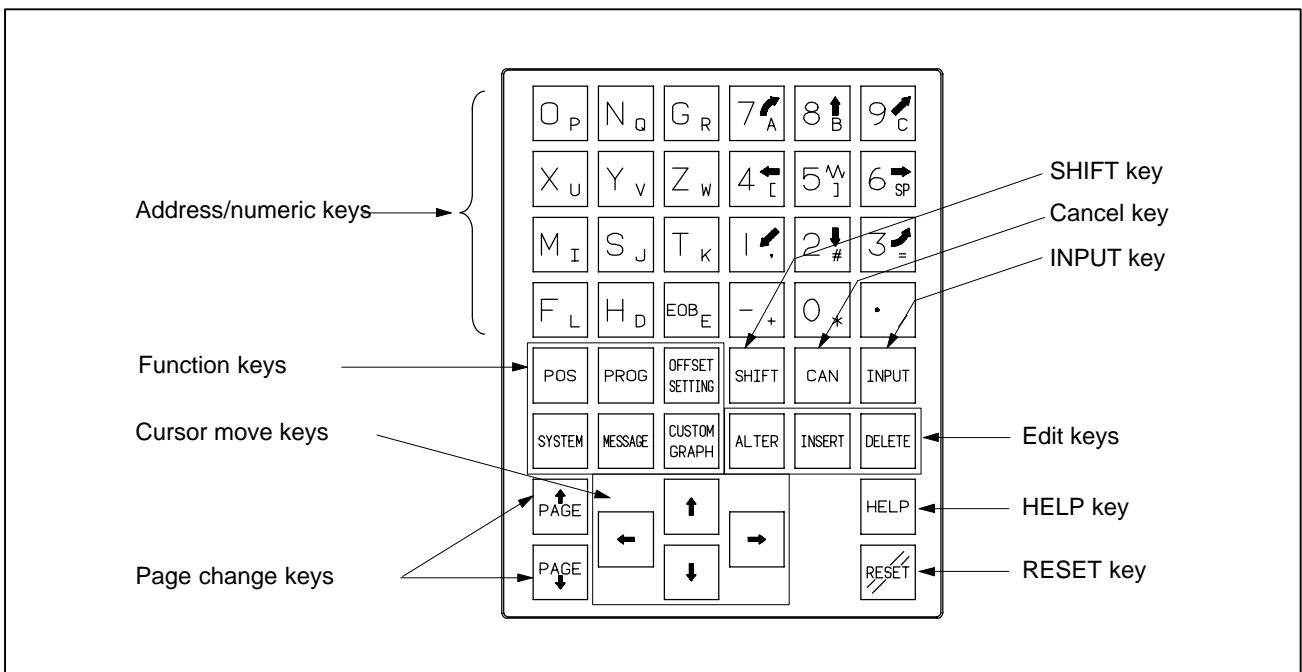 O P N Q G R 7 A 8 B 9 C
X U Y V Z W 4 [ 5 ] 6 SP
SHIFT key
Cancel key
Address/numeric keys
M I S J T K 1 , 2 # 3 =
INPUT key
F L H D EOB E - + 0 * . /
Function keys
POS PROG OFFSET SETTING SHIFT CAN INPUT
Cursor move keys
SYSTEM MESSAGE CUSTOM GRAPH ALTER INSERT DELETE
Edit keys
PAGE
HELP
HELP key
Page change keys
PAGE
RESET
RESET key